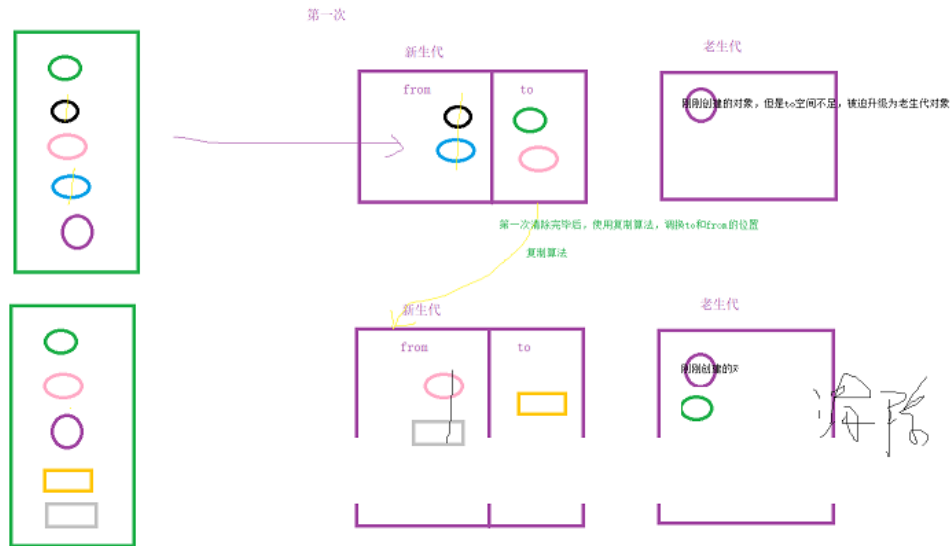 第一次
新生代
老生代
from
to
刚刚创建的对象，但是to空间不足，被迫升级为老生代对象
第一次清除完毕后，使用复制算法，调换to和from的位置
复制算法
新生代
老生代
from
to
刚刚创建的对